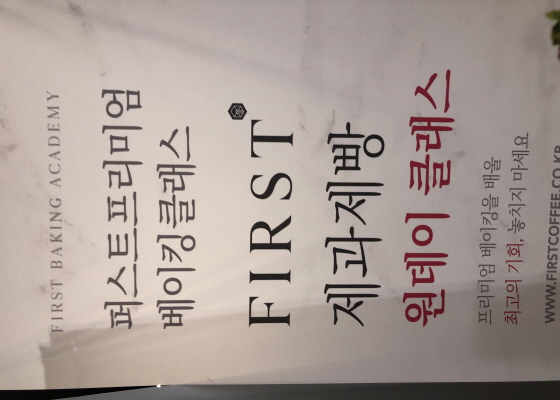 FIRST BAKING ACADEMY
퍼스트프리미엄
베이킹클래스
FIRST
제과제빵
원데이 클래스
프리미엄 베이킹을 배울
최고의 기회, 놓치지 마세요
WWW.FIRSTCOFFEE.CO.KR